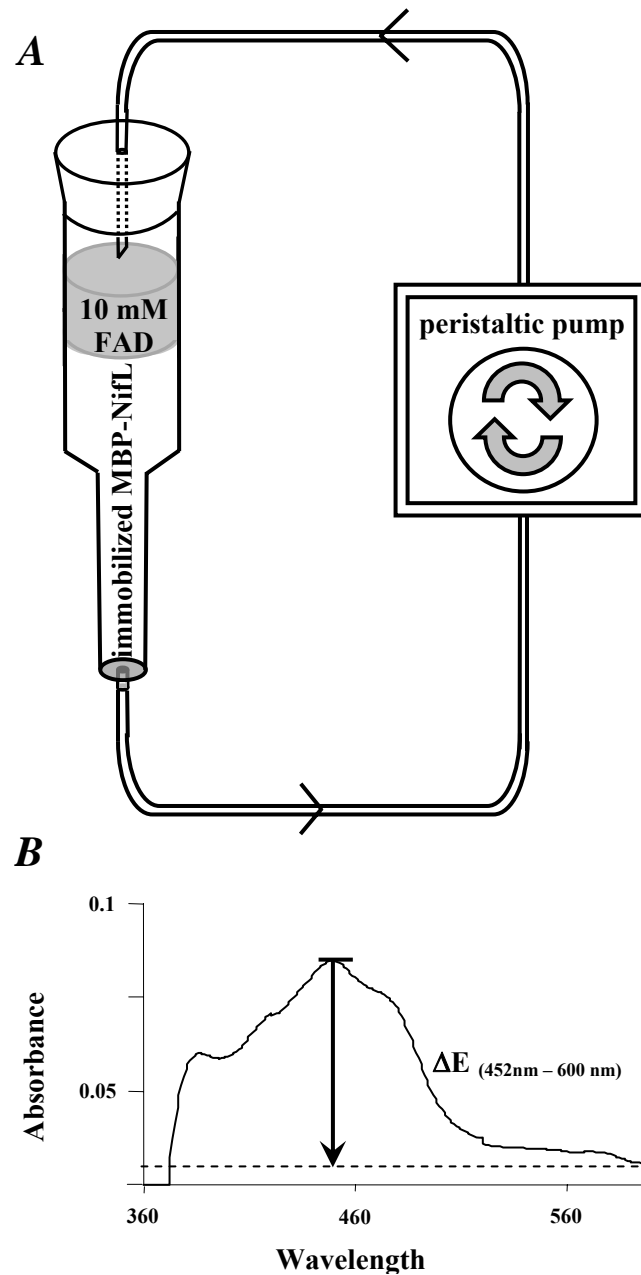 A
10 mM
FAD
immobilized MBP-NifL
peristaltic pump
B
0.1
0.05
Absorbance
ΔE (452nm – 600 nm)
360
460
560
Wavelength